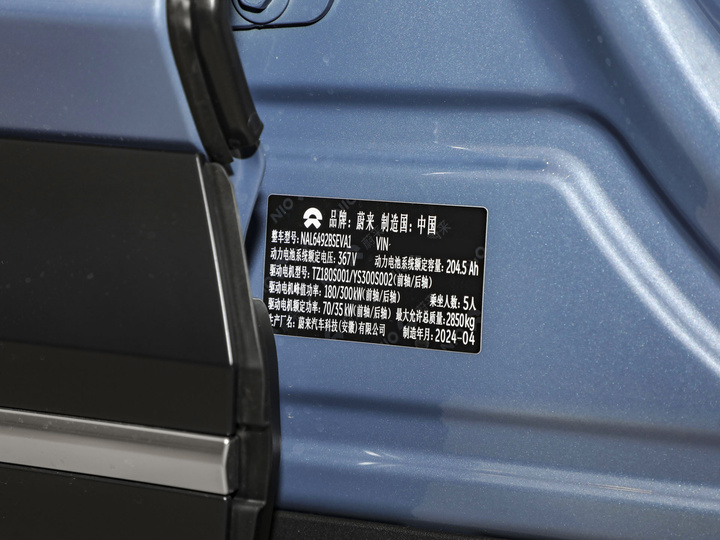 品牌：蔚来 制造国：中国
整车型号：NAL6492BSEVA1 VIN：
动力电池系统额定电压：367V 动力电池系统额定容量：204.5Ah
驱动电机型号：TZ180S001/YS300S002(前轴/后轴)
驱动电机峰值功率：180/300kW(前轴/后轴) 乘坐人数：5人
驱动电机额定功率：70/35kW(前轴/后轴) 最大允许总质量：2850kg
生产厂名：蔚来汽车科技(安徽)有限公司 制造年月：2024-04